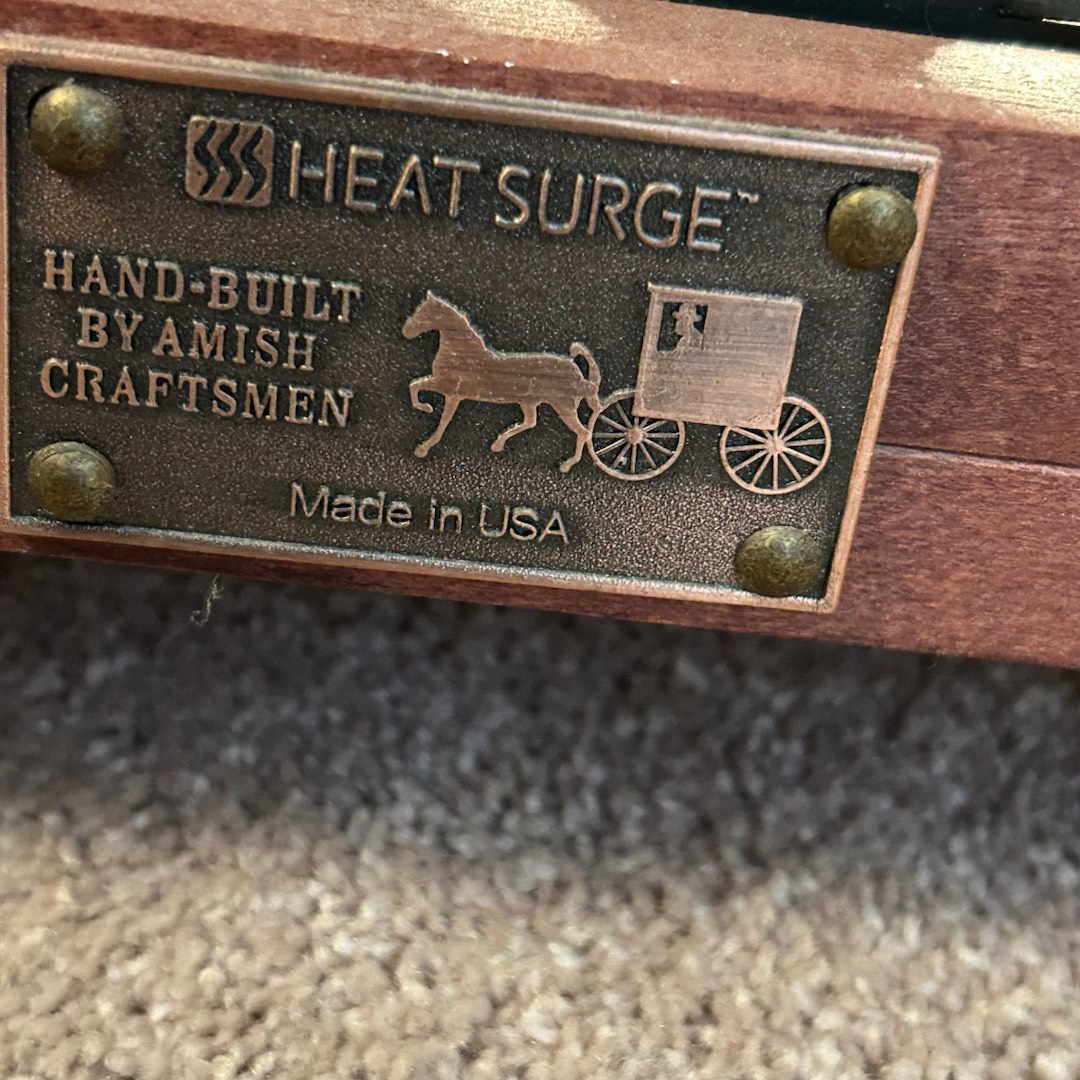 HEAT SURGE™
HAND-BUILT
BY AMISH
CRAFTSMEN
Made in USA